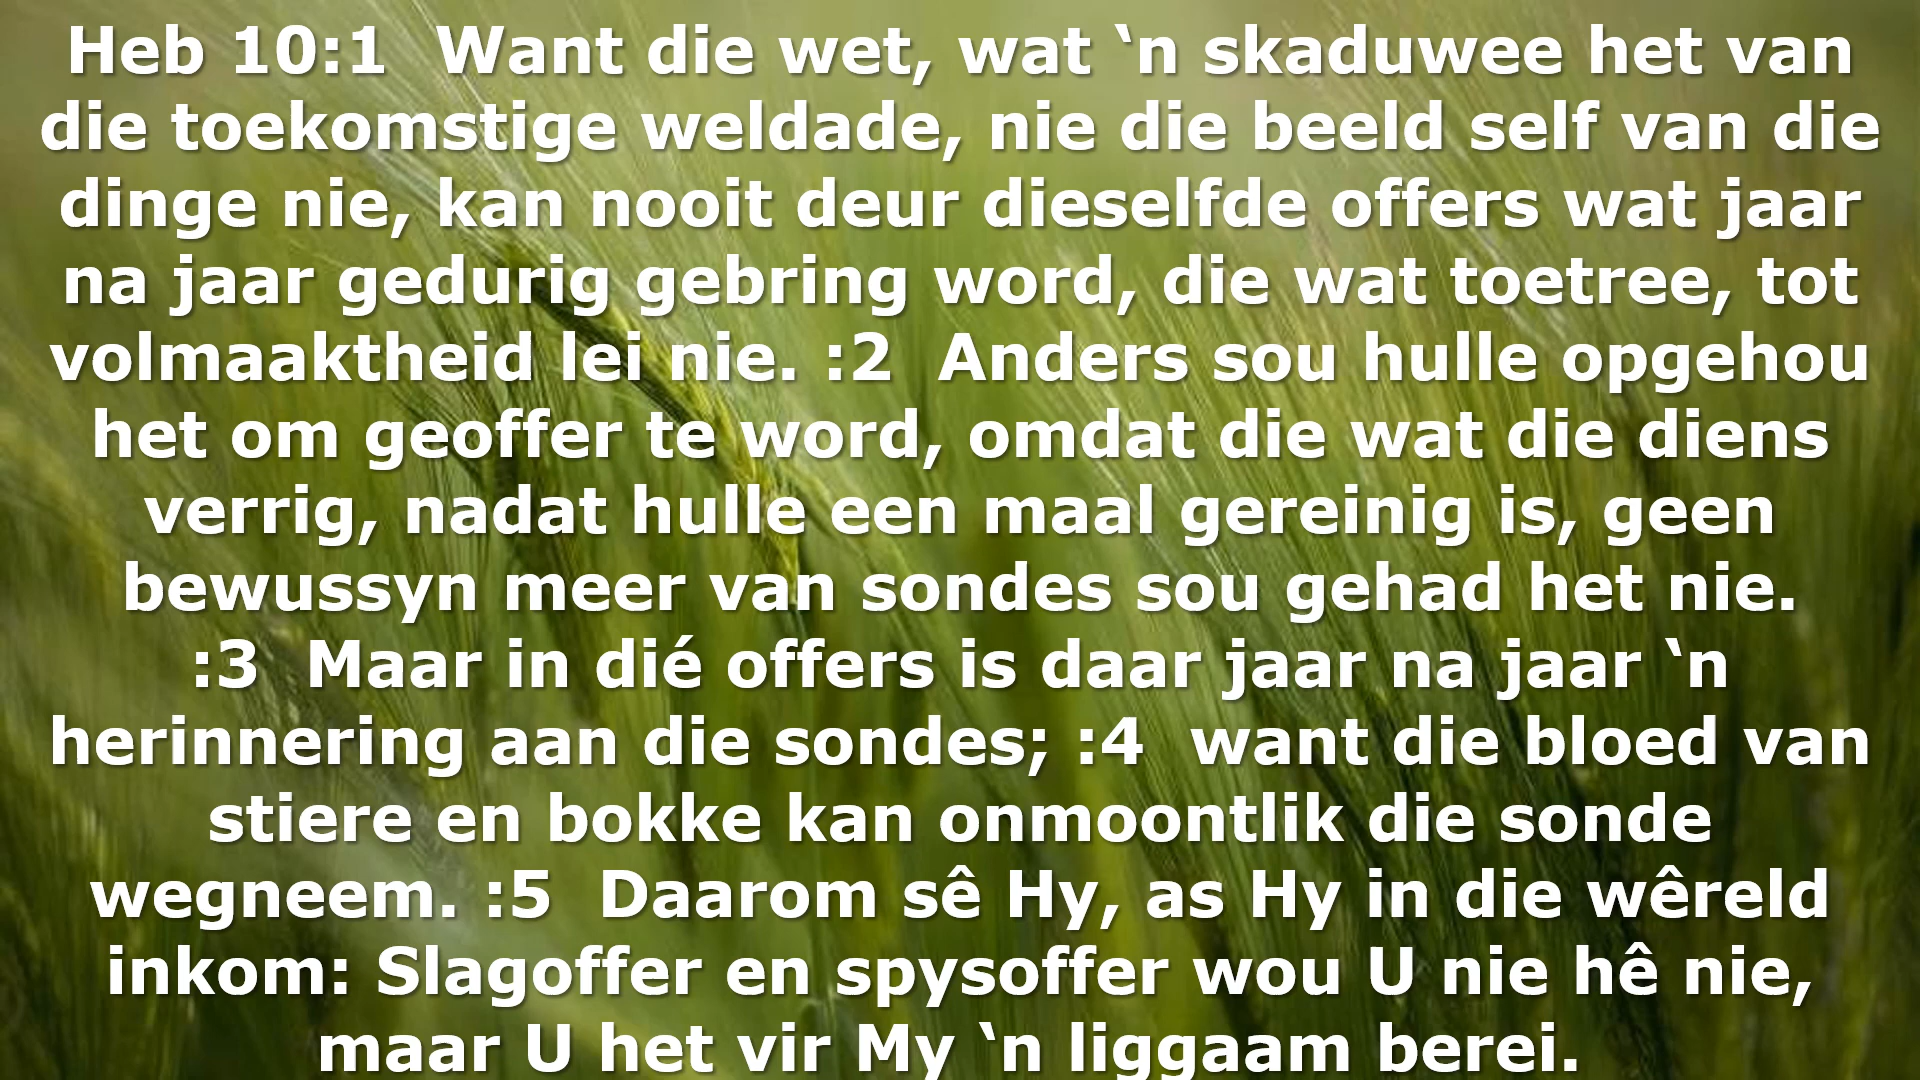 Heb 10:1  Want die wet, wat ‘n skaduwee het van
die toekomstige weldade, nie die beeld self van die
dinge nie, kan nooit deur dieselfde offers wat jaar
na jaar gedurig gebring word, die wat toetree, tot
volmaaktheid lei nie. :2  Anders sou hulle opgehou
het om geoffer te word, omdat die wat die diens
verrig, nadat hulle een maal gereinig is, geen
bewussyn meer van sondes sou gehad het nie.
:3  Maar in dié offers is daar jaar na jaar ‘n
herinnering aan die sondes; :4  want die bloed van
stiere en bokke kan onmoontlik die sonde
wegneem. :5  Daarom sê Hy, as Hy in die wêreld
inkom: Slagoffer en spysoffer wou U nie hê nie,
maar U het vir My ‘n liggaam berei.